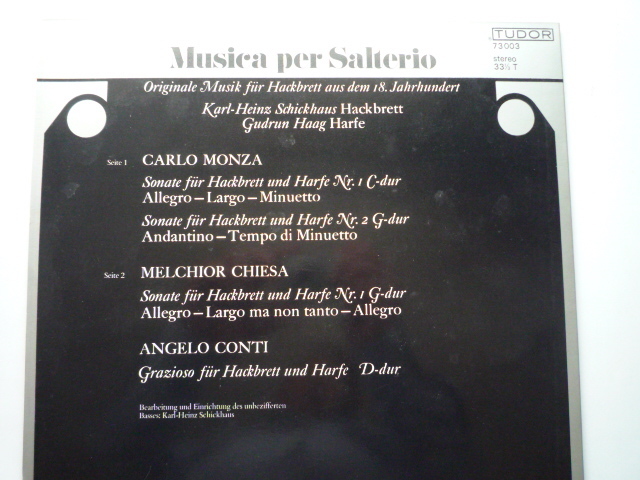 TUDOR
73 003
stereo
33⅓ T
Musica per Salterio
Originale Musik für Hackbrett aus dem 18. Jahrhundert
Karl-Heinz Schickhaus Hackbrett
Gudrun Haag Harfe
Seite 1 CARLO MONZA
Sonate für Hackbrett und Harfe Nr. 1 C-dur
Allegro – Largo – Minuetto
Sonate für Hackbrett und Harfe Nr. 2 G-dur
Andantino – Tempo di Minuetto
Seite 2 MELCHIOR CHIESA
Sonate für Hackbrett und Harfe Nr. 1 G-dur
Allegro – Largo ma non tanto – Allegro
ANGELO CONTI
Grazioso für Hackbrett und Harfe D-dur
Bearbeitung und Einrichtung des unbezifferten
Basses: Karl-Heinz Schickhaus